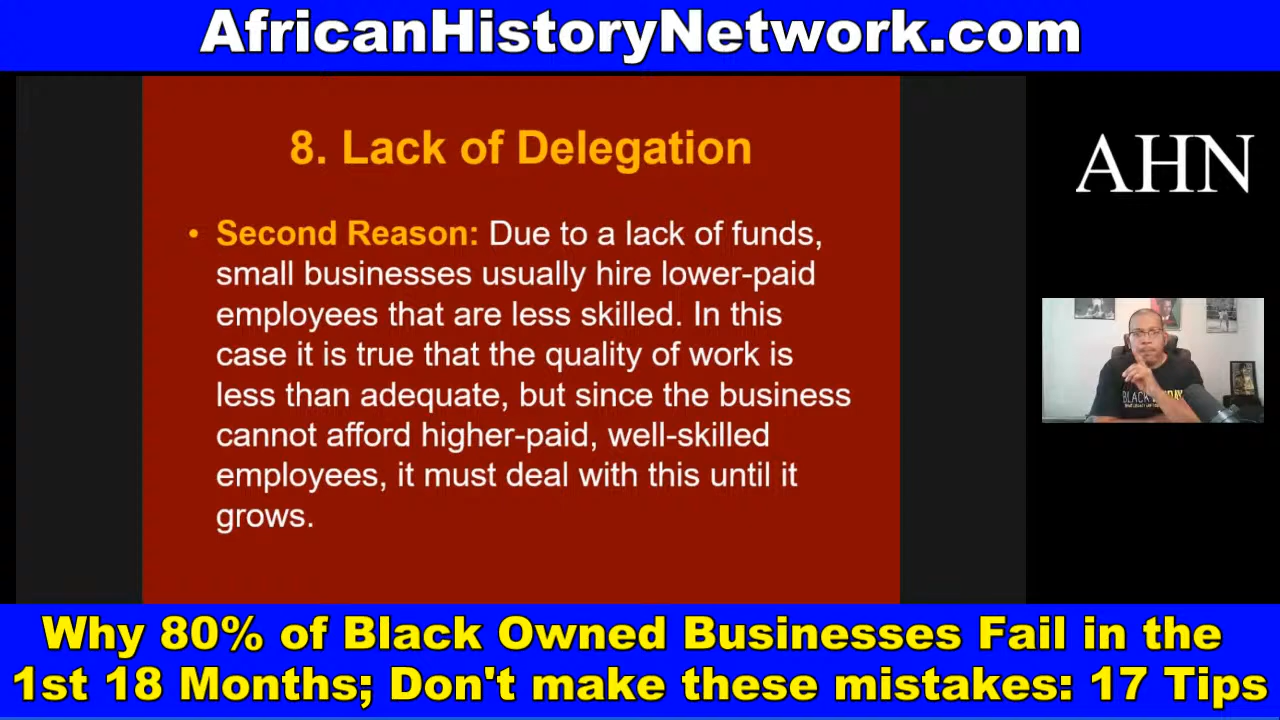 AfricanHistoryNetwork.com
8. Lack of Delegation
AHN
• Second Reason: Due to a lack of funds,
small businesses usually hire lower-paid
employees that are less skilled. In this
case it is true that the quality of work is
less than adequate, but since the business
cannot afford higher-paid, well-skilled
employees, it must deal with this until it
grows.
BLACK
Why 80% of Black Owned Businesses Fail in the
1st 18 Months; Don't make these mistakes: 17 Tips